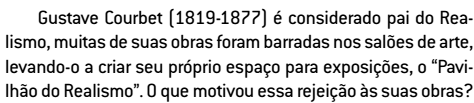 Gustave Courbet (1819-1877) é considerado pai do Rea-
lismo, muitas de suas obras foram barradas nos salões de arte,
levando-o a criar seu próprio espaço para exposições, o “Pavi-
lhão do Realismo”. O que motivou essa rejeição às suas obras?